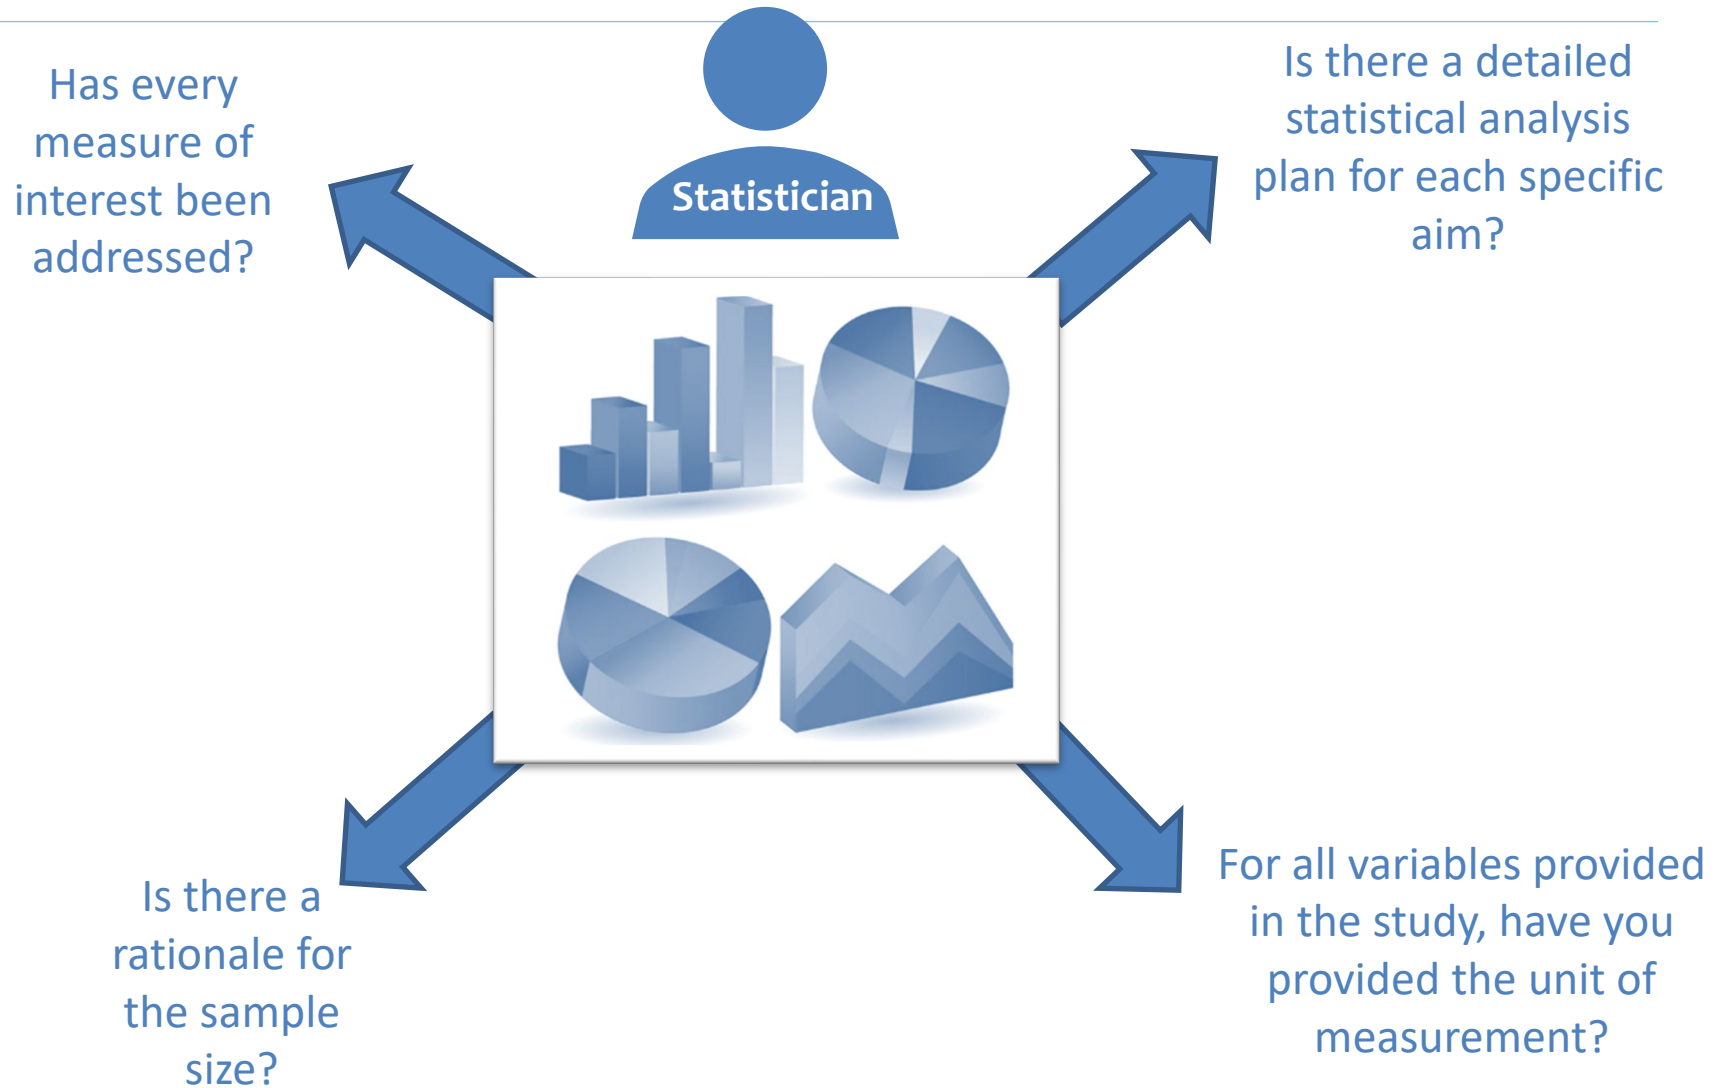 Has every
measure of
interest been
addressed?
Statistician
Is there a detailed
statistical analysis
plan for each specific
aim?
Is there a
rationale for
the sample
size?
For all variables provided
in the study, have you
provided the unit of
measurement?